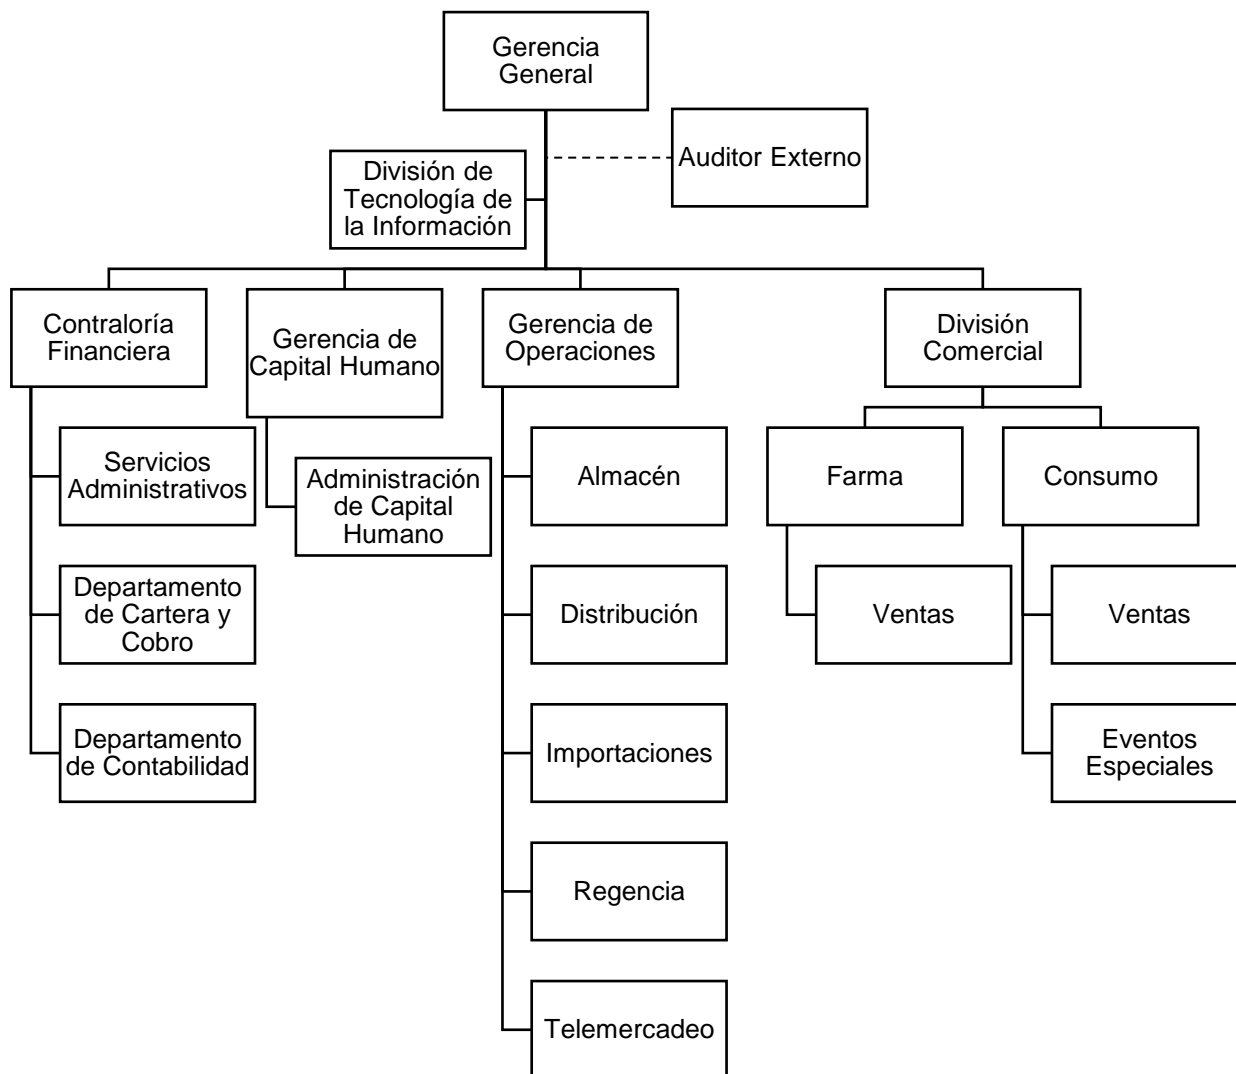 Gerencia
General
Auditor Externo
División de
Tecnología de
la Información
Contraloría
Financiera
Gerencia de
Capital Humano
Gerencia de
Operaciones
División
Comercial
Servicios
Administrativos
Administración
de Capital
Humano
Almacén
Farma
Consumo
Departamento
de Cartera y
Cobro
Distribución
Ventas
Ventas
Departamento
de Contabilidad
Importaciones
Eventos
Especiales
Regencia
Telemercadeo